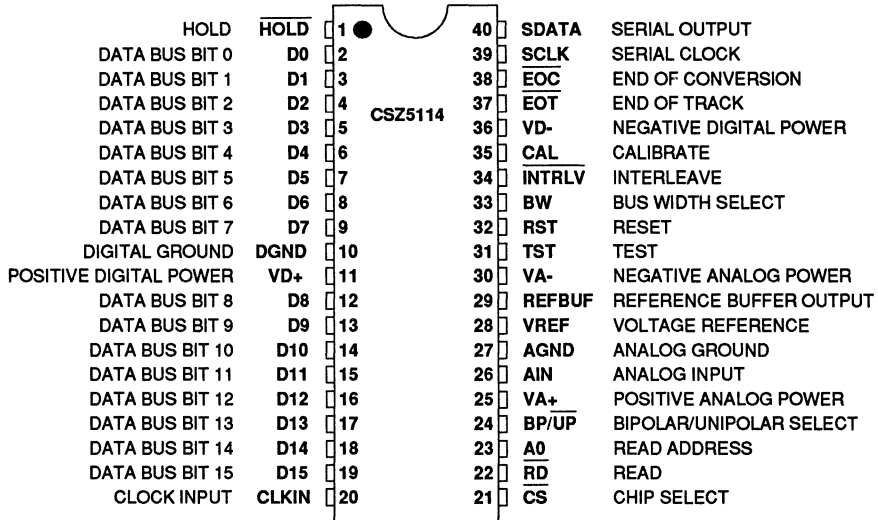 HOLD HOLD 1 40 SDATA SERIAL OUTPUT
DATA BUS BIT 0 D0 2 39 SCLK SERIAL CLOCK
DATA BUS BIT 1 D1 3 38 EOC END OF CONVERSION
DATA BUS BIT 2 D2 4 37 EOT END OF TRACK
CSZ5114
DATA BUS BIT 3 D3 5 36 VD- NEGATIVE DIGITAL POWER
DATA BUS BIT 4 D4 6 35 CAL CALIBRATE
DATA BUS BIT 5 D5 7 34 INTRLV INTERLEAVE
DATA BUS BIT 6 D6 8 33 BW BUS WIDTH SELECT
DATA BUS BIT 7 D7 9 32 RST RESET
DIGITAL GROUND DGND 10 31 TST TEST
POSITIVE DIGITAL POWER VD+ 11 30 VA- NEGATIVE ANALOG POWER
DATA BUS BIT 8 D8 12 29 REFBUF REFERENCE BUFFER OUTPUT
DATA BUS BIT 9 D9 13 28 VREF VOLTAGE REFERENCE
DATA BUS BIT 10 D10 14 27 AGND ANALOG GROUND
DATA BUS BIT 11 D11 15 26 AIN ANALOG INPUT
DATA BUS BIT 12 D12 16 25 VA+ POSITIVE ANALOG POWER
DATA BUS BIT 13 D13 17 24 BP/UP BIPOLAR/UNIPOLAR SELECT
DATA BUS BIT 14 D14 18 23 A0 READ ADDRESS
DATA BUS BIT 15 D15 19 22 RD READ
CLOCK INPUT CLKIN 20 21 CS CHIP SELECT